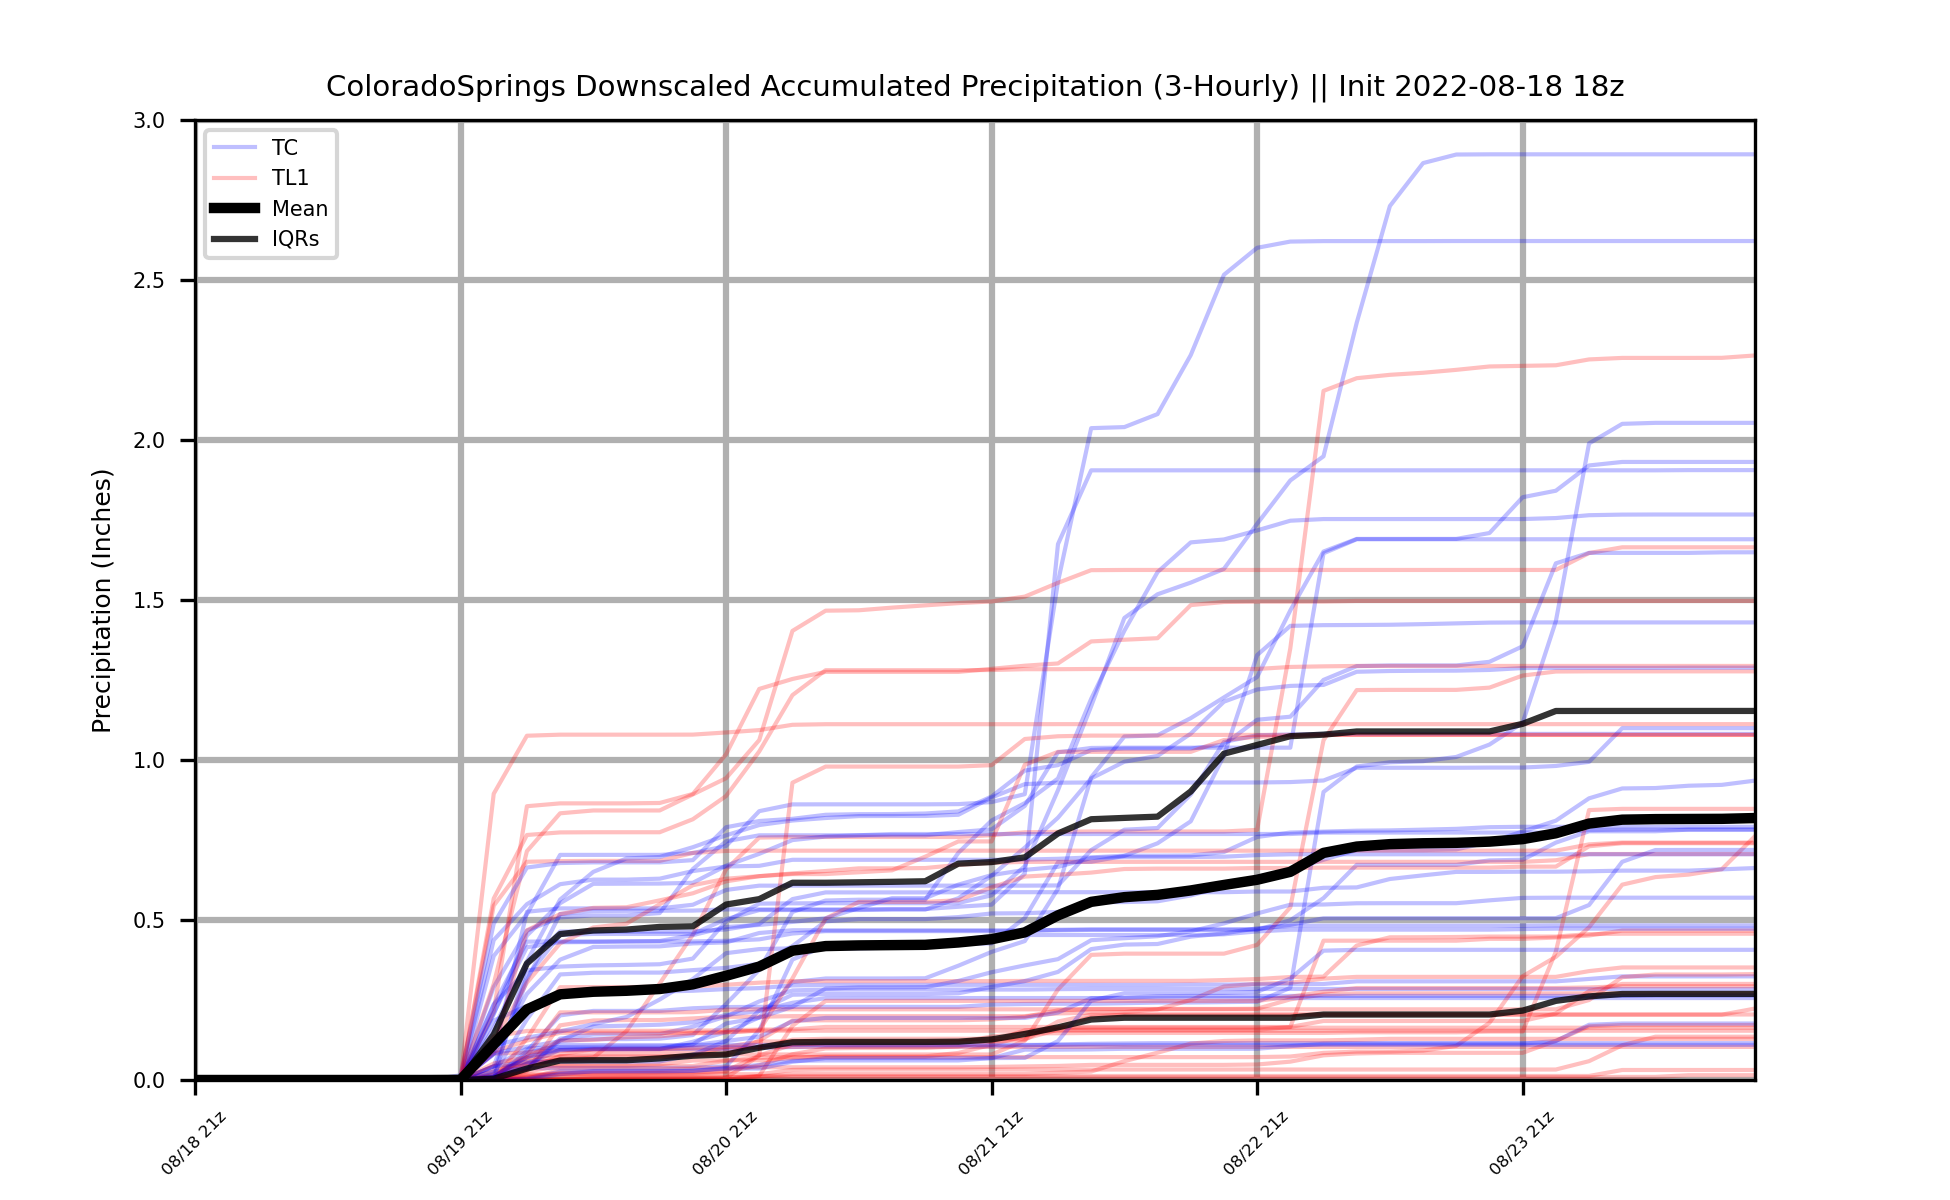 ColoradoSprings Downscaled Accumulated Precipitation (3-Hourly) || Init 2022-08-18 18z
3.0
2.5
2.0
1.5
1.0
0.5
0.0
Precipitation (Inches)
TC
TL1
Mean
IQRs
08/18 21z
08/19 21z
08/20 21z
08/21 21z
08/22 21z
08/23 21z